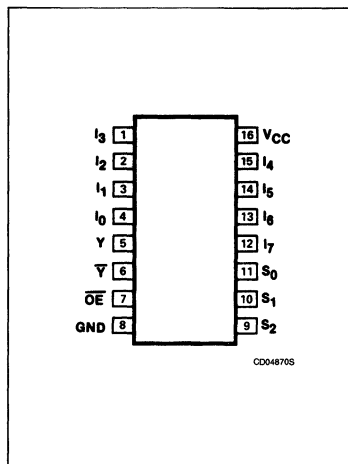 I3 1 16 VCC
I2 2 15 I4
I1 3 14 I5
I0 4 13 I6
Y 5 12 I7
Y̅ 6 11 S0
O̅E̅ 7 10 S1
GND 8 9 S2
CD04870S